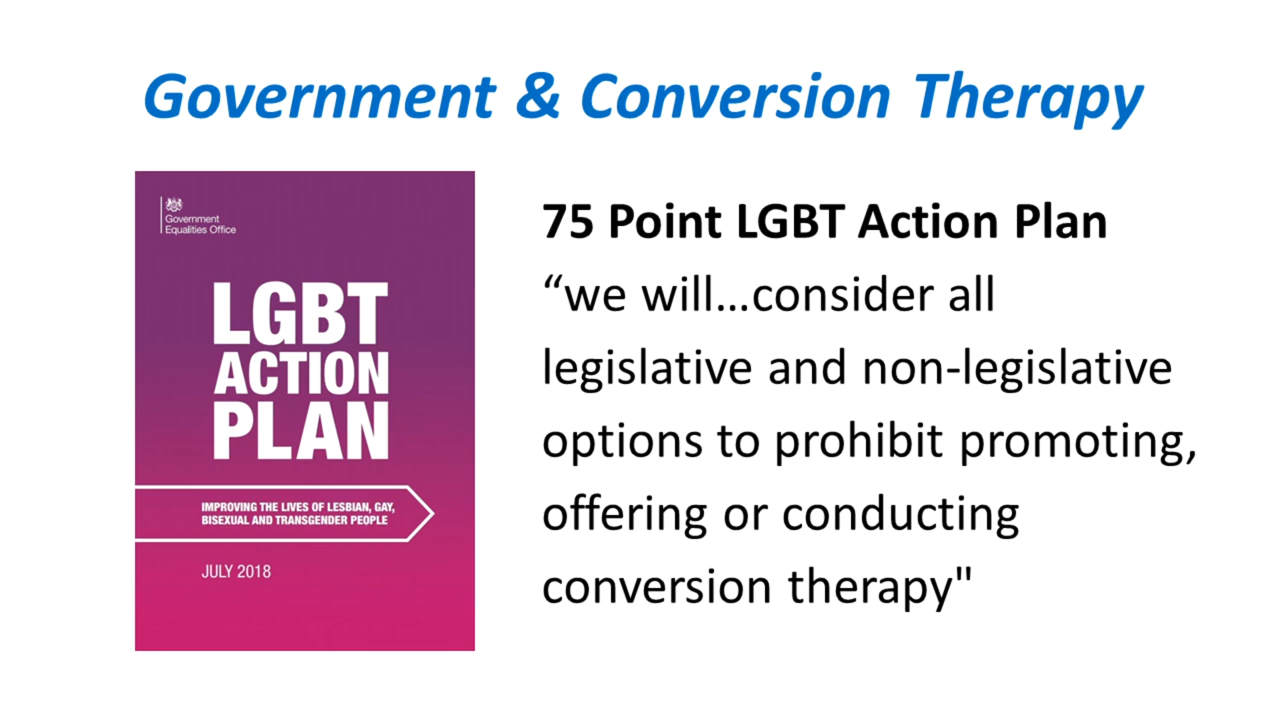 Government & Conversion Therapy
Government
Equalities Office
LGBT
ACTION
PLAN
IMPROVING THE LIVES OF LESBIAN, GAY,
BISEXUAL AND TRANSGENDER PEOPLE
JULY 2018
75 Point LGBT Action Plan
“we will…consider all
legislative and non-legislative
options to prohibit promoting,
offering or conducting
conversion therapy"